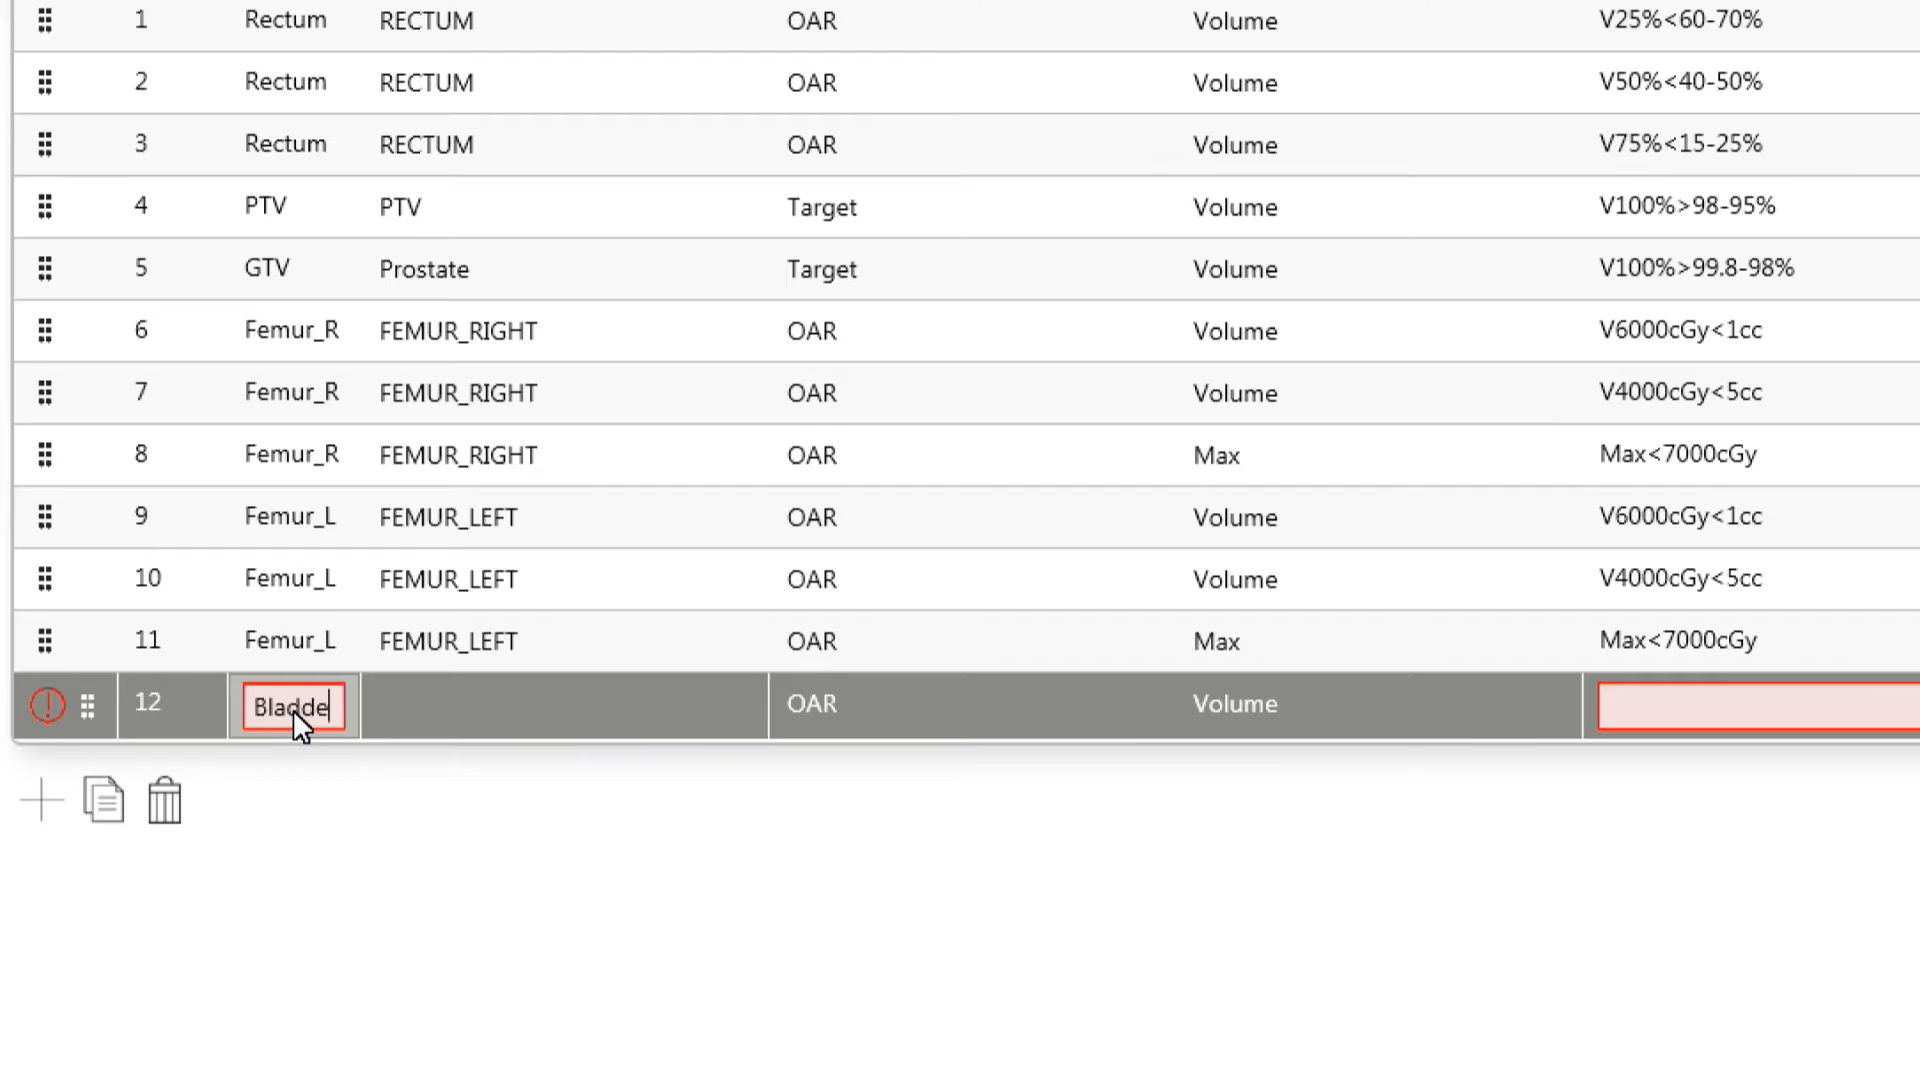 1 Rectum RECTUM OAR Volume V25%<60-70%
2 Rectum RECTUM OAR Volume V50%<40-50%
3 Rectum RECTUM OAR Volume V75%<15-25%
4 PTV PTV Target Volume V100%>98-95%
5 GTV Prostate Target Volume V100%>99.8-98%
6 Femur_R FEMUR_RIGHT OAR Volume V6000cGy<1cc
7 Femur_R FEMUR_RIGHT OAR Volume V4000cGy<5cc
8 Femur_R FEMUR_RIGHT OAR Max Max<7000cGy
9 Femur_L FEMUR_LEFT OAR Volume V6000cGy<1cc
10 Femur_L FEMUR_LEFT OAR Volume V4000cGy<5cc
11 Femur_L FEMUR_LEFT OAR Max Max<7000cGy
12 Bladde OAR Volume